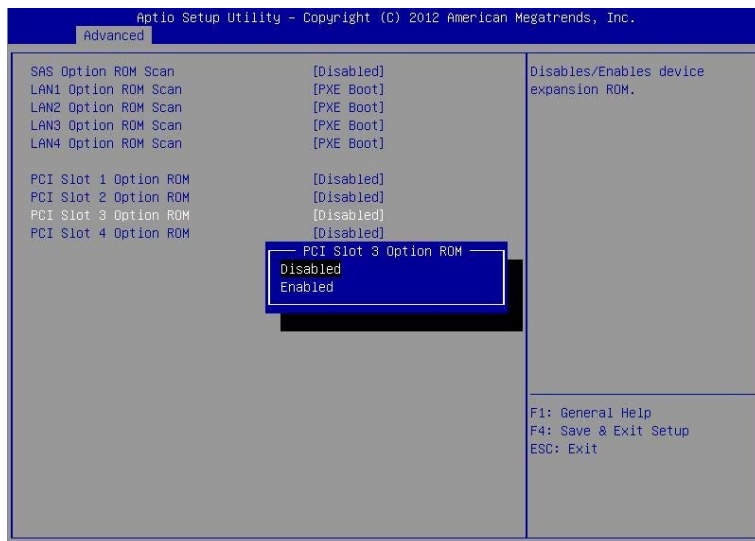 Aptio Setup Utility – Copyright (C) 2012 American Megatrends, Inc.
Advanced
SAS Option ROM Scan [Disabled]
LAN1 Option ROM Scan [PXE Boot]
LAN2 Option ROM Scan [PXE Boot]
LAN3 Option ROM Scan [PXE Boot]
LAN4 Option ROM Scan [PXE Boot]
PCI Slot 1 Option ROM [Disabled]
PCI Slot 2 Option ROM [Disabled]
PCI Slot 3 Option ROM [Disabled]
PCI Slot 4 Option ROM [Disabled]
PCI Slot 3 Option ROM
Disabled
Enabled
Disables/Enables device
expansion ROM.
F1: General Help
F4: Save & Exit Setup
ESC: Exit